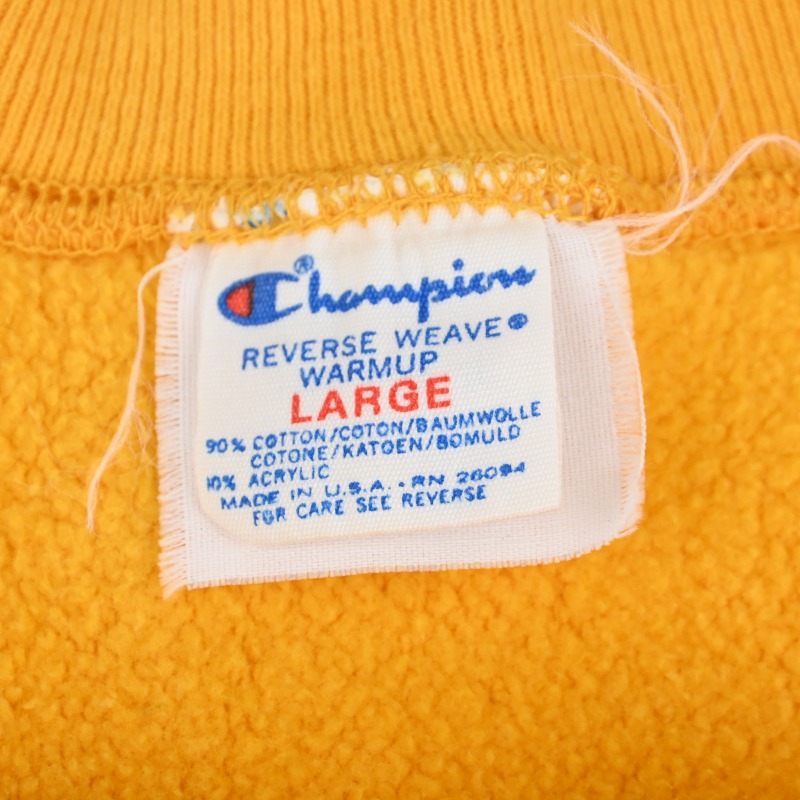 Champion®
REVERSE WEAVE®
WARMUP
LARGE
90% COTTON/COTON/BAUMWOLLE
COTONE/KATOEN/BOMULD
10% ACRYLIC
MADE IN U.S.A. - RN 26094
FOR CARE SEE REVERSE